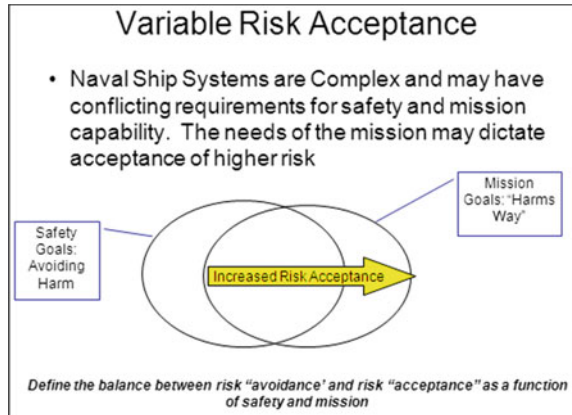 Variable Risk Acceptance
• Naval Ship Systems are Complex and may have
conflicting requirements for safety and mission
capability. The needs of the mission may dictate
acceptance of higher risk
Safety
Goals:
Avoiding
Harm
Mission
Goals: “Harms
Way”
Increased Risk Acceptance
Define the balance between risk “avoidance’ and risk “acceptance” as a function
of safety and mission